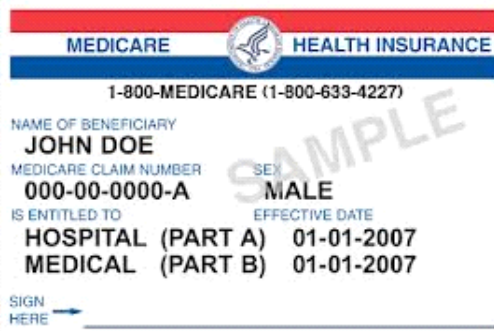 MEDICARE HEALTH INSURANCE
1-800-MEDICARE (1-800-633-4227)
NAME OF BENEFICIARY
JOHN DOE
MEDICARE CLAIM NUMBER SEX
000-00-0000-A MALE
IS ENTITLED TO EFFECTIVE DATE
HOSPITAL (PART A) 01-01-2007
MEDICAL (PART B) 01-01-2007
SIGN
HERE
SAMPLE